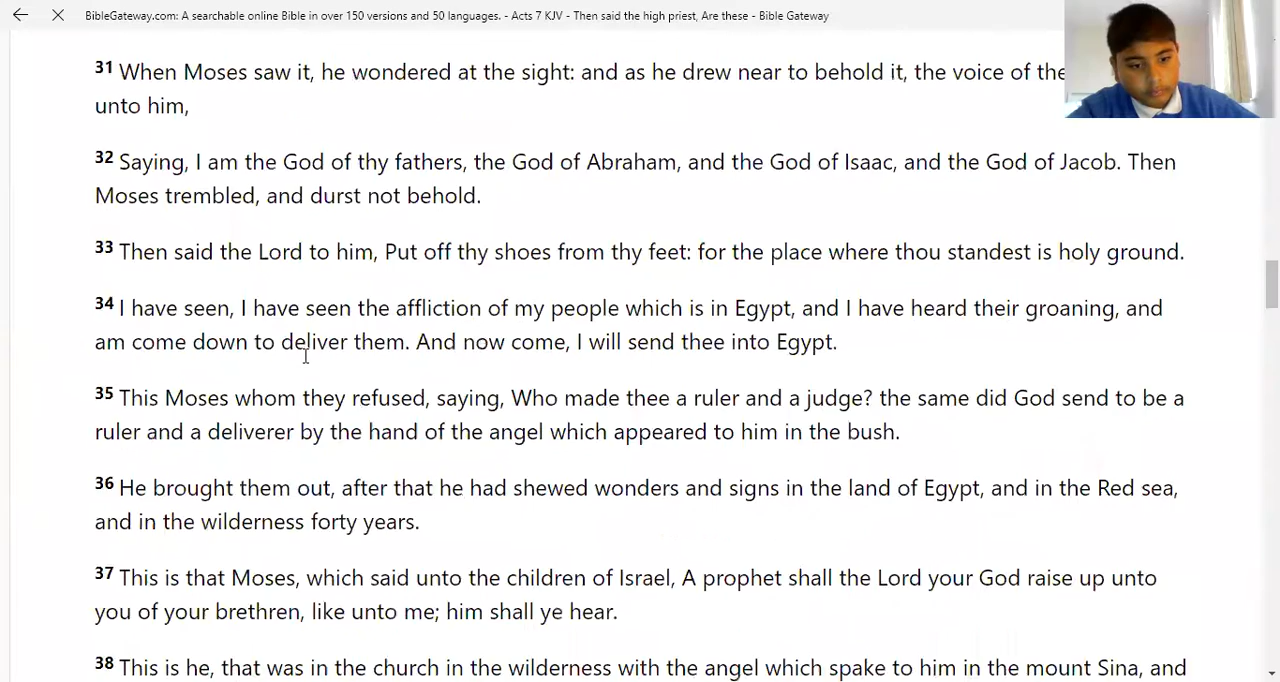 BibleGateway.com: A searchable online Bible in over 150 versions and 50 languages. - Acts 7 KJV - Then said the high priest, Are these - Bible Gateway
31 When Moses saw it, he wondered at the sight: and as he drew near to behold it, the voice of the
unto him,
32 Saying, I am the God of thy fathers, the God of Abraham, and the God of Isaac, and the God of Jacob. Then
Moses trembled, and durst not behold.
33 Then said the Lord to him, Put off thy shoes from thy feet: for the place where thou standest is holy ground.
34 I have seen, I have seen the affliction of my people which is in Egypt, and I have heard their groaning, and
am come down to deliver them. And now come, I will send thee into Egypt.
35 This Moses whom they refused, saying, Who made thee a ruler and a judge? the same did God send to be a
ruler and a deliverer by the hand of the angel which appeared to him in the bush.
36 He brought them out, after that he had shewed wonders and signs in the land of Egypt, and in the Red sea,
and in the wilderness forty years.
37 This is that Moses, which said unto the children of Israel, A prophet shall the Lord your God raise up unto
you of your brethren, like unto me; him shall ye hear.
38 This is he, that was in the church in the wilderness with the angel which spake to him in the mount Sina, and